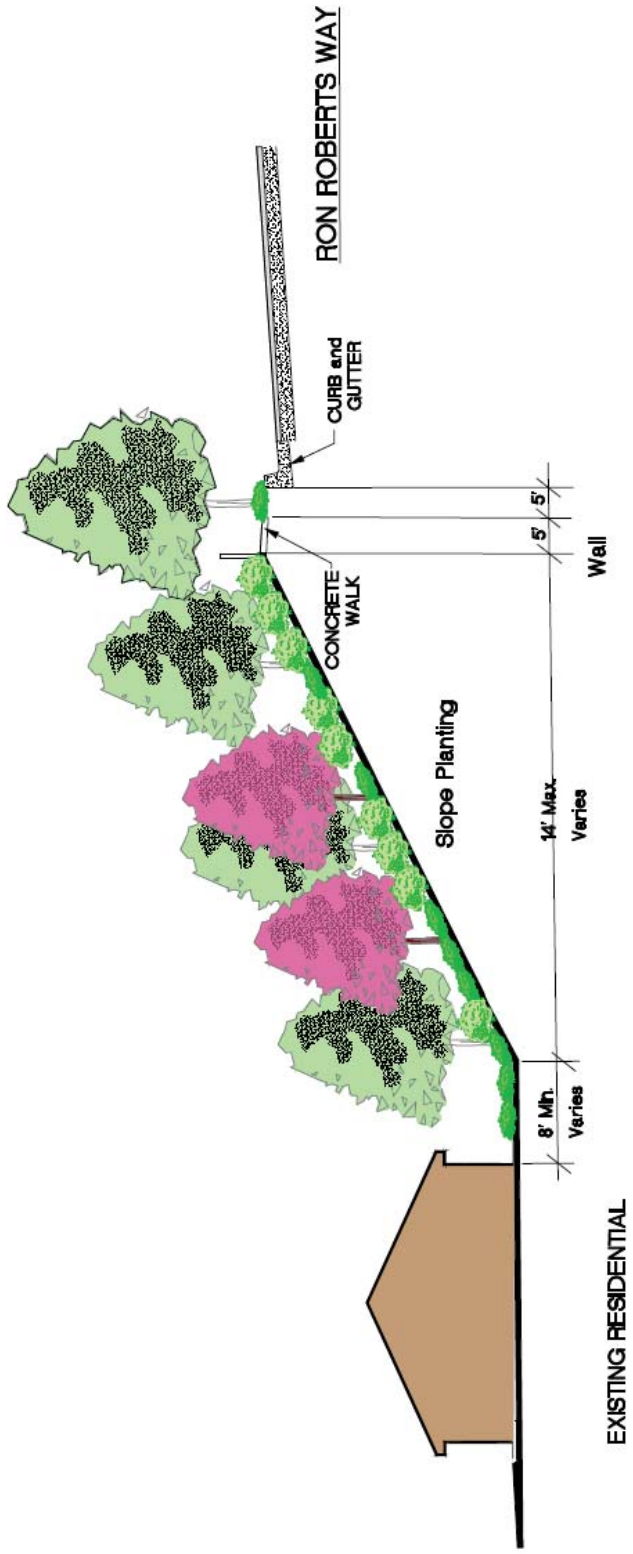 RON ROBERTS WAY
CURB and
GUTTER
CONCRETE
WALK
Slope Planting
5'
5'
Wall
14' Max.
Varies
8' Min.
Varies
EXISTING RESIDENTIAL